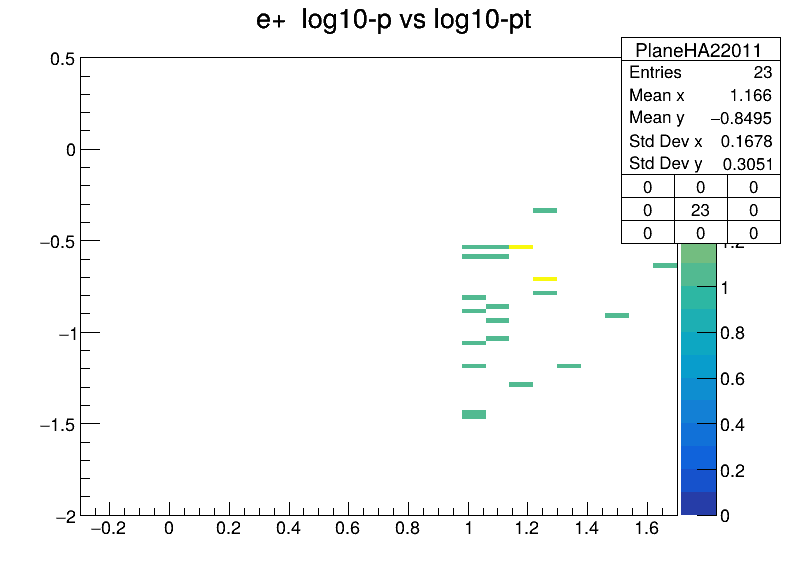 e+ log10-p vs log10-pt
PlaneHA22011
Entries 23
Mean x 1.166
Mean y −0.8495
Std Dev x 0.1678
Std Dev y 0.3051
0 0 0
0 23 0
0 0 0
0.5
0
−0.5
−1
−1.5
−2
−0.2 0 0.2 0.4 0.6 0.8 1 1.2 1.4 1.6
1.2
1
0.8
0.6
0.4
0.2
0